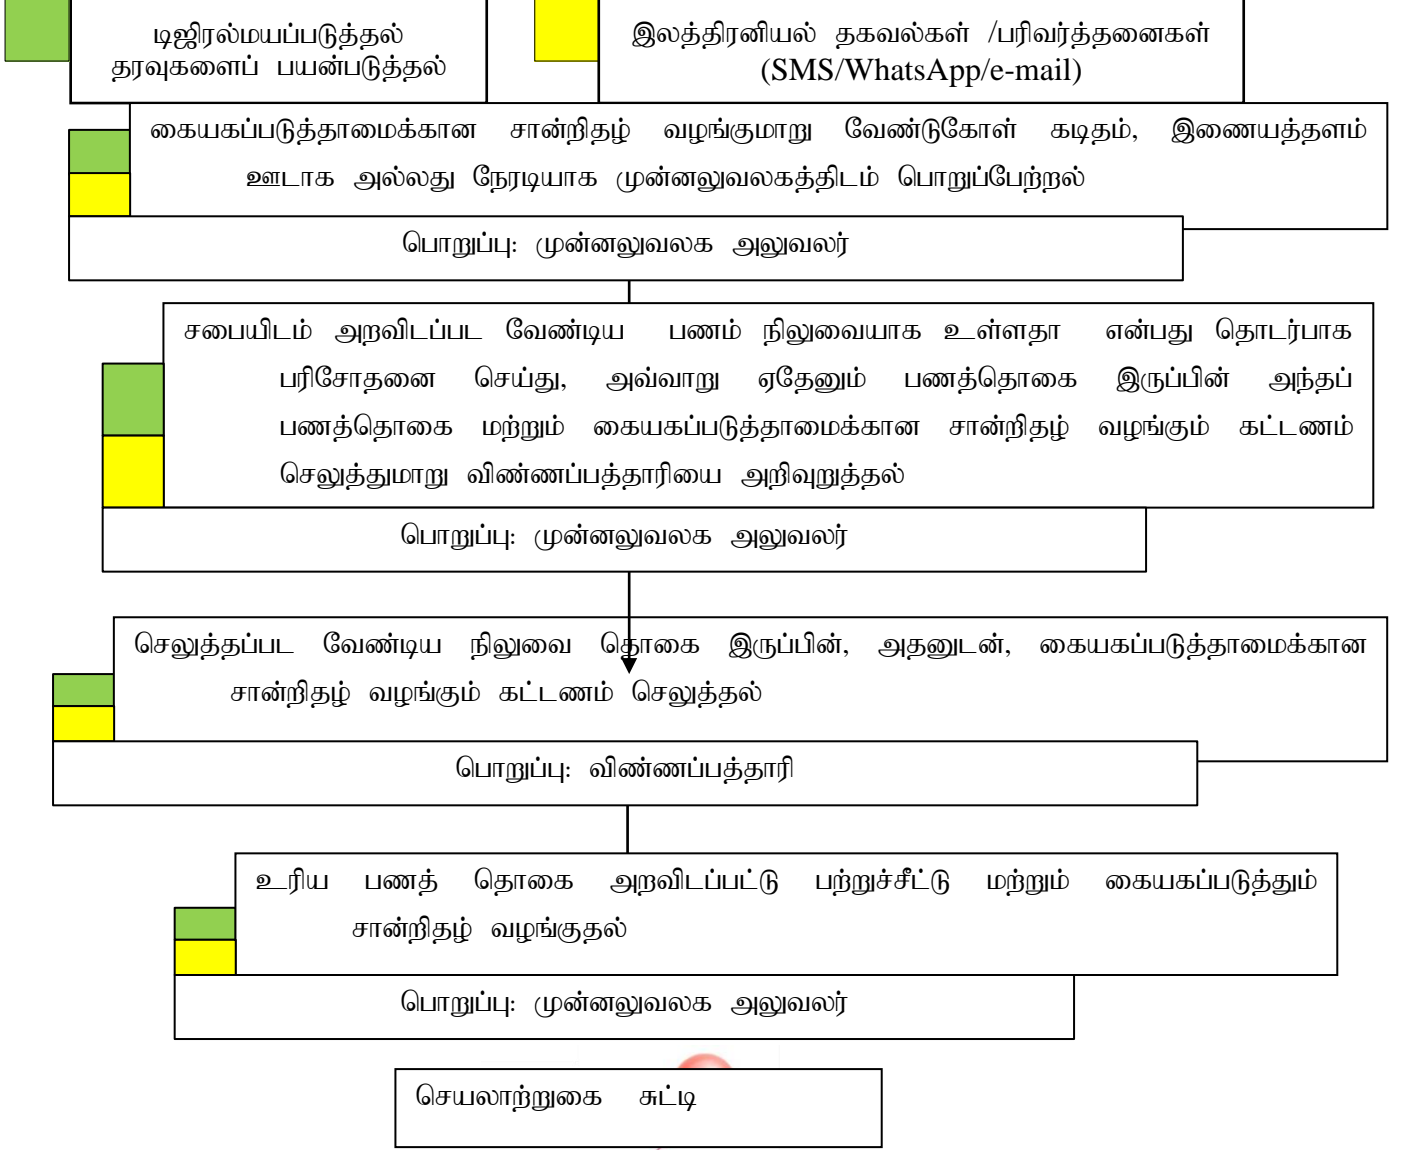 டிஜிரல்மயப்படுத்தல்
தரவுகளைப் பயன்படுத்தல்
இலத்திரனியல் தகவல்கள் /பரிவர்த்தனைகள்
(SMS/WhatsApp/e-mail)
கையகப்படுத்தாமைக்கான சான்றிதழ் வழங்குமாறு வேண்டுகோள் கடிதம், இணையத்தளம்
ஊடாக அல்லது நேரடியாக முன்னலுவலகத்திடம் பொறுப்பேற்றல்
பொறுப்பு: முன்னலுவலக அலுவலர்
சபையிடம் அறவிடப்பட வேண்டிய பணம் நிலுவையாக உள்ளதா என்பது தொடர்பாக
பரிசோதனை செய்து, அவ்வாறு ஏதேனும் பணத்தொகை இருப்பின் அந்தப்
பணத்தொகை மற்றும் கையகப்படுத்தாமைக்கான சான்றிதழ் வழங்கும் கட்டணம்
செலுத்துமாறு விண்ணப்பத்தாரியை அறிவுறுத்தல்
பொறுப்பு: முன்னலுவலக அலுவலர்
செலுத்தப்பட வேண்டிய நிலுவை தொகை இருப்பின், அதனுடன், கையகப்படுத்தாமைக்கான
சான்றிதழ் வழங்கும் கட்டணம் செலுத்தல்
பொறுப்பு: விண்ணப்பத்தாரி
உரிய பணத் தொகை அறவிடப்பட்டு பற்றுச்சீட்டு மற்றும் கையகப்படுத்தும்
சான்றிதழ் வழங்குதல்
பொறுப்பு: முன்னலுவலக அலுவலர்
செயலாற்றுகை சுட்டி